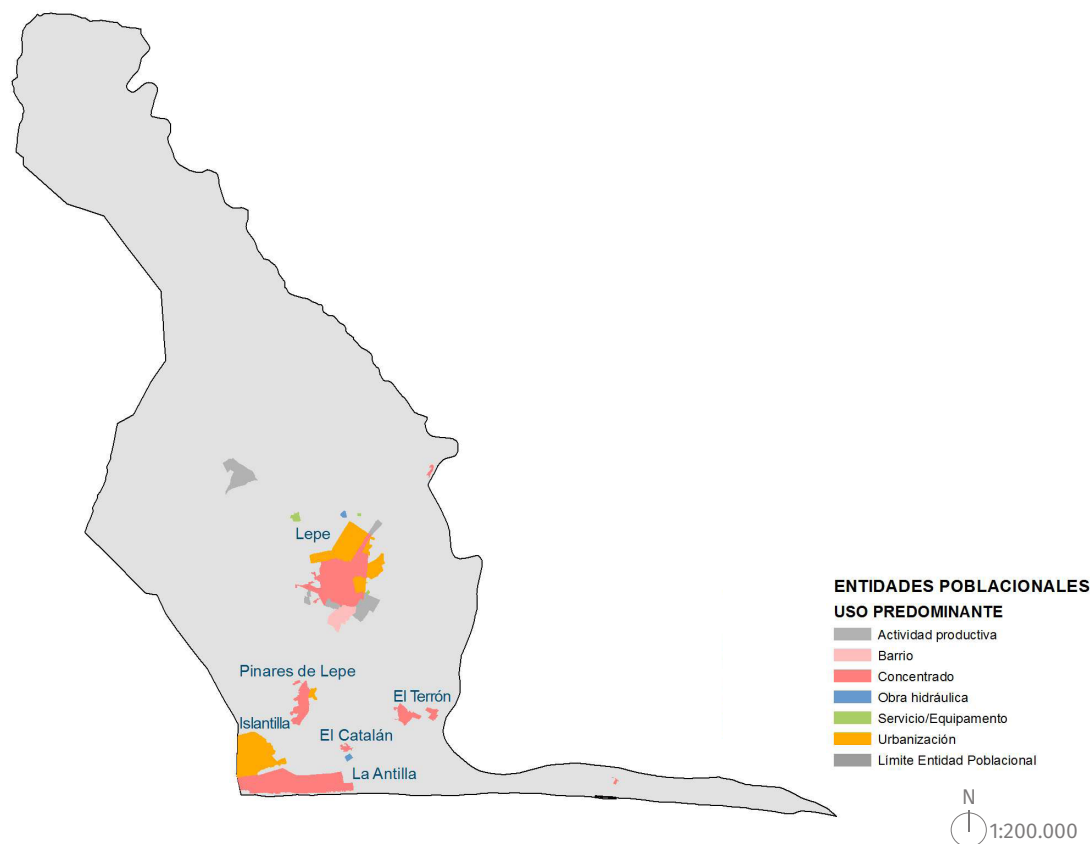 Lepe
Pinares de Lepe
El Terrón
Islantilla
El Catalán
La Antilla
ENTIDADES POBLACIONALES
USO PREDOMINANTE
Actividad productiva
Barrio
Concentrado
Obra hidráulica
Servicio/Equipamento
Urbanización
Límite Entidad Poblacional
N
1:200.000